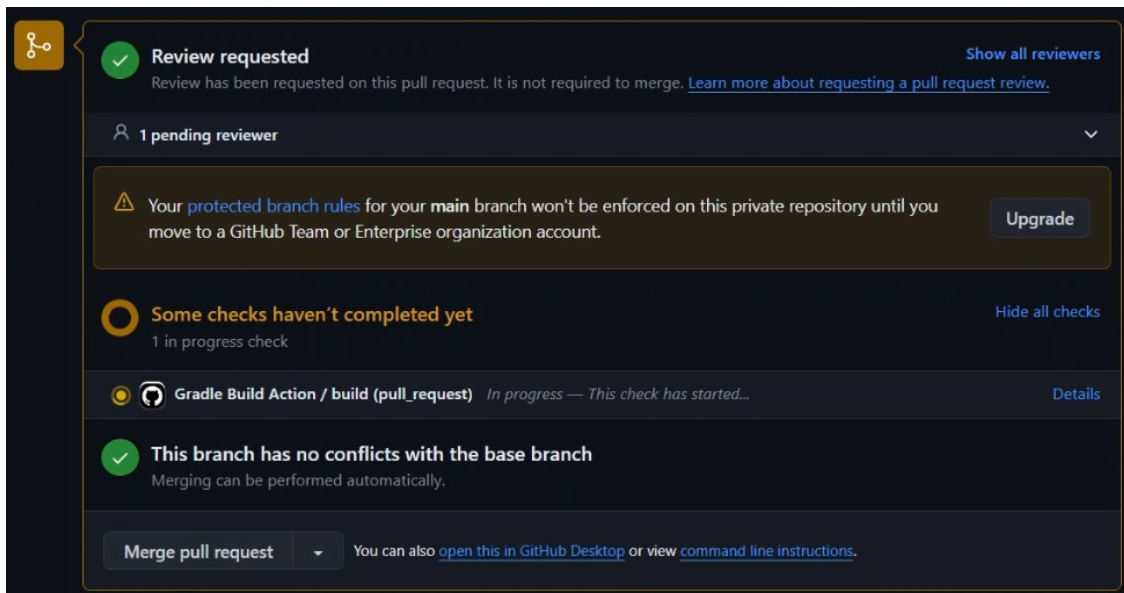 Review requested
Show all reviewers
Review has been requested on this pull request. It is not required to merge. Learn more about requesting a pull request review.
1 pending reviewer
Your protected branch rules for your main branch won't be enforced on this private repository until you
move to a GitHub Team or Enterprise organization account.
Upgrade
Some checks haven’t completed yet
Hide all checks
1 in progress check
Gradle Build Action / build (pull_request) In progress — This check has started...
Details
This branch has no conflicts with the base branch
Merging can be performed automatically.
Merge pull request
You can also open this in GitHub Desktop or view command line instructions.